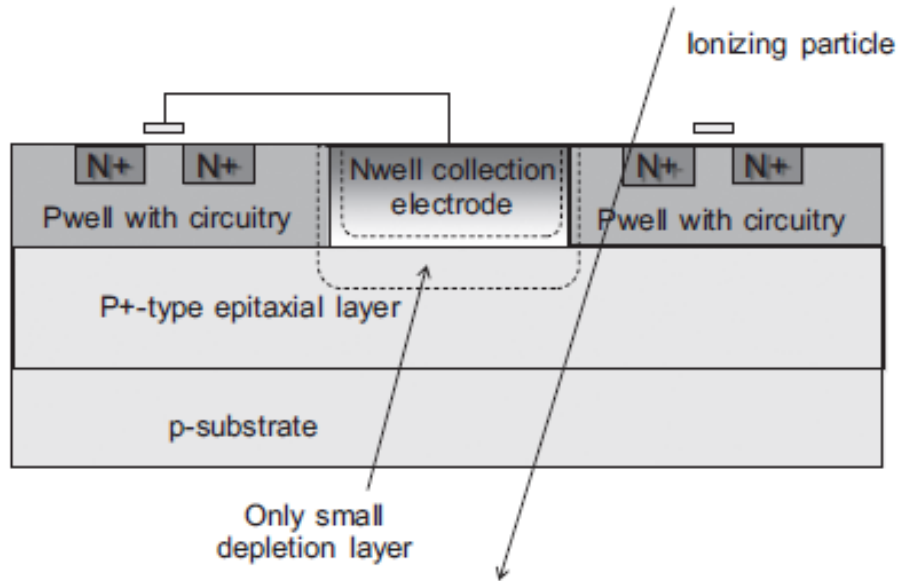 Ionizing particle
N+ N+ Nwell collection N+ N+
electrode
Pwell with circuitry Pwell with circuitry
P+-type epitaxial layer
p-substrate
Only small
depletion layer